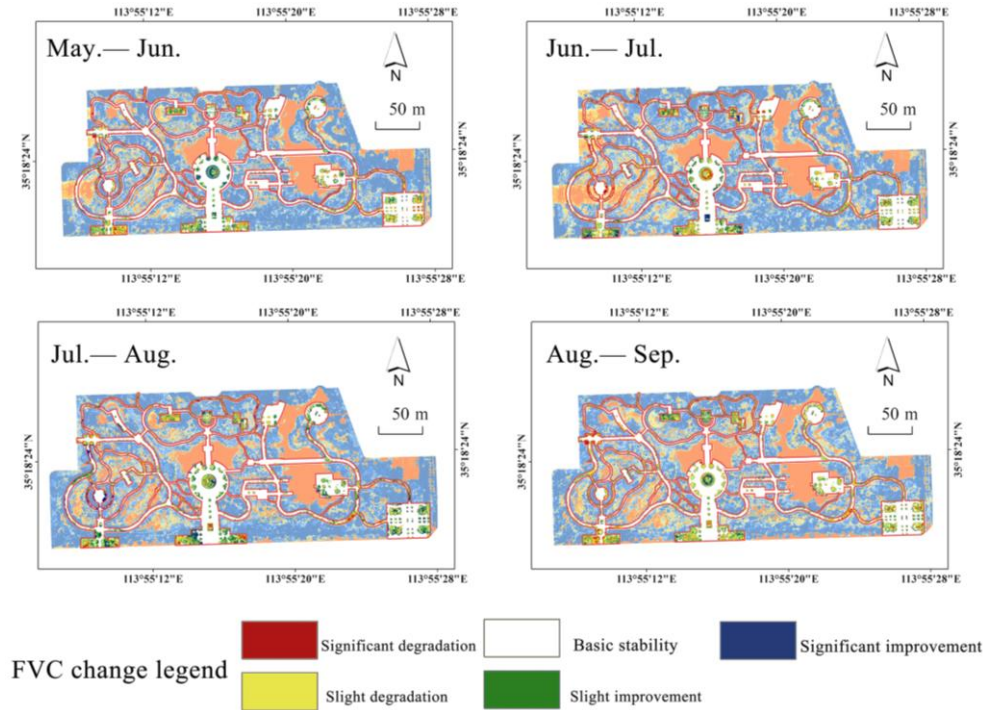 113°55'12"E 113°55'20"E 113°55'28"E
May.— Jun.
N
50 m
35°18'24"N
35°18'24"N
113°55'12"E 113°55'20"E 113°55'28"E
113°55'12"E 113°55'20"E 113°55'28"E
Jun.— Jul.
N
50 m
35°18'24"N
35°18'24"N
113°55'12"E 113°55'20"E 113°55'28"E
113°55'12"E 113°55'20"E 113°55'28"E
Jul.— Aug.
N
50 m
35°18'24"N
35°18'24"N
113°55'12"E 113°55'20"E 113°55'28"E
113°55'12"E 113°55'20"E 113°55'28"E
Aug.— Sep.
N
50 m
35°18'24"N
35°18'24"N
113°55'12"E 113°55'20"E 113°55'28"E
FVC change legend
Significant degradation
Basic stability
Significant improvement
Slight degradation
Slight improvement